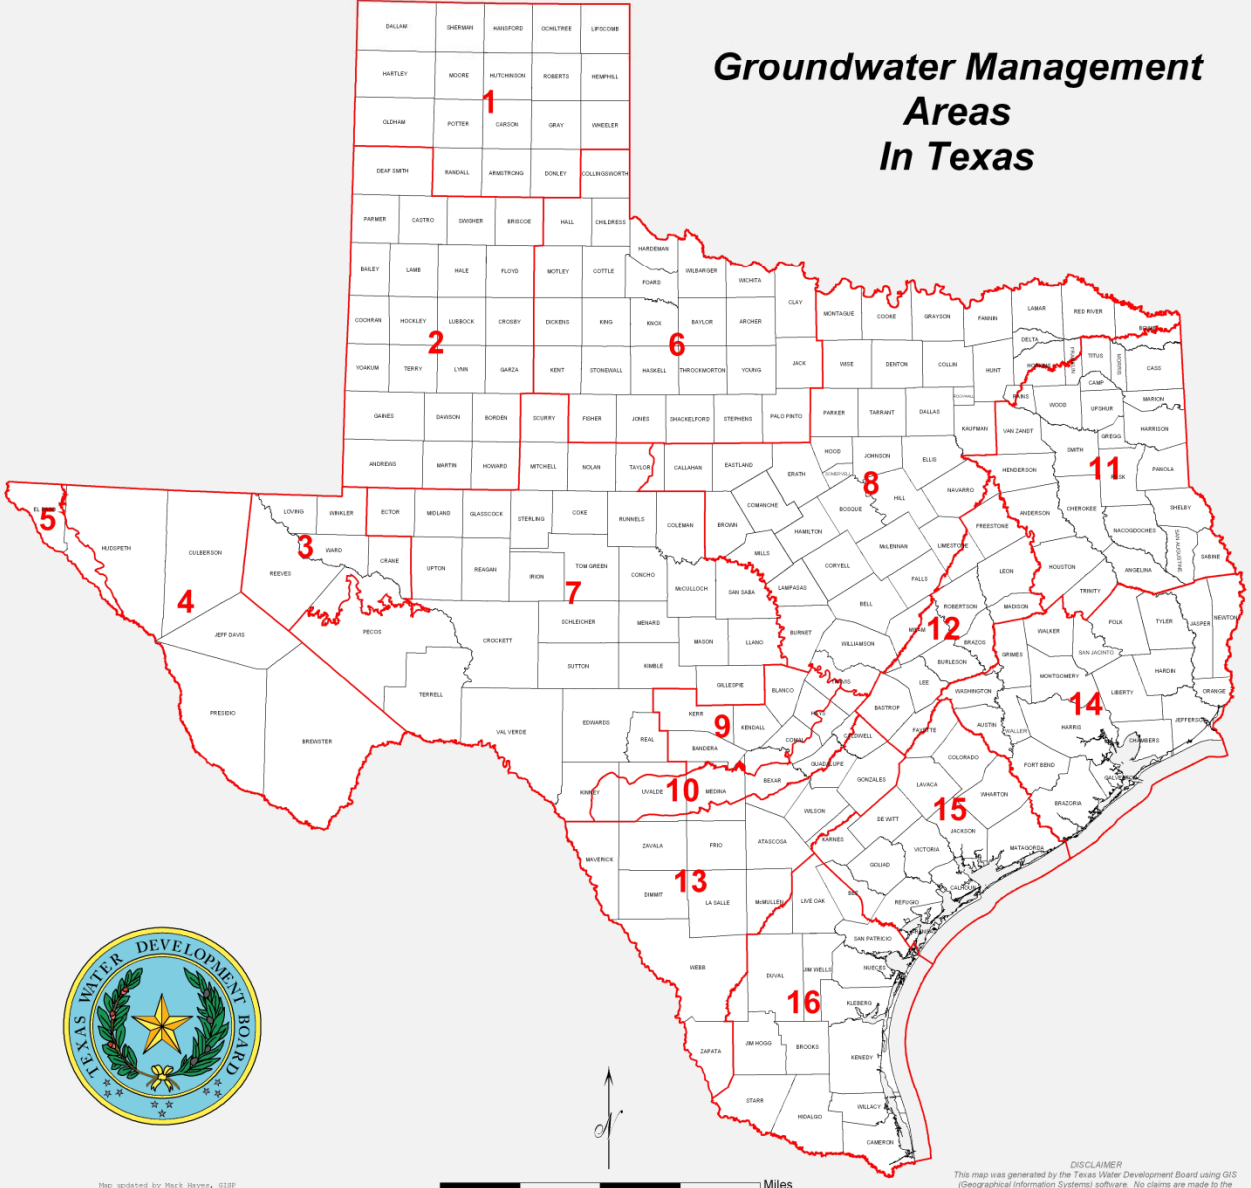 Groundwater Management
Areas
In Texas
DALLAM SHERMAN HANSFORD OCHILTREE LIPSCOMB
HARTLEY MOORE HUTCHINSON ROBERTS HEMPHILL
1
OLDHAM POTTER CARSON GRAY WHEELER
DEAF SMITH RANDALL ARMSTRONG DONLEY COLLINGSWORTH
PARMER CASTRO SWISHER BRISCOE HALL CHILDRESS
HARDEMAN
BAILEY LAMB HALE FLOYD MOTLEY COTTLE WILBARGER WICHITA
FOARD
CLAY
COCHRAN HOCKLEY LUBBOCK CROSBY DICKENS KING KNOX BAYLOR ARCHER MONTAGUE COOKE GRAYSON FANNIN LAMAR RED RIVER
2 6
DELTA
YOAKUM TERRY LYNN GARZA KENT STONEWALL HASKELL THROCKMORTON YOUNG JACK WISE DENTON COLLIN HUNT FRANKLIN TITUS MORRIS CASS
CAMP
GAINES DAWSON BORDEN SCURRY FISHER JONES SHACKELFORD STEPHENS PALO PINTO PARKER TARRANT DALLAS ROCKWALL RAINS WOOD UPSHUR MARION
KAUFMAN VAN ZANDT GREGG HARRISON
ANDREWS MARTIN HOWARD MITCHELL NOLAN TAYLOR CALLAHAN EASTLAND ERATH HOOD JOHNSON ELLIS SMITH
SOMERVELL HENDERSON RUSK PANOLA
8 11
EL PASO LOVING WINKLER ECTOR MIDLAND GLASSCOCK STERLING COKE RUNNELS COLEMAN BROWN COMANCHE BOSQUE HILL NAVARRO ANDERSON CHEROKEE SHELBY
5
HUDSPETH CULBERSON REEVES WARD CRANE UPTON REAGAN IRION TOM GREEN CONCHO MILLS HAMILTON McLENNAN LIMESTONE FREESTONE NACOGDOCHES SAN AUGUSTINE SABINE
3
McCULLOCH SAN SABA LAMPASAS CORYELL FALLS LEON HOUSTON ANGELINA
4 7
JEFF DAVIS PECOS CROCKETT SCHLEICHER MENARD MASON LLANO BURNET BELL MILAM ROBERTSON MADISON TRINITY POLK TYLER JASPER NEWTON
12
SUTTON KIMBLE WILLIAMSON BRAZOS WALKER SAN JACINTO HARDIN
TERRELL GILLESPIE BLANCO TRAVIS LEE BURLESON GRIMES MONTGOMERY LIBERTY ORANGE
PRESIDIO BREWSTER VAL VERDE EDWARDS REAL KERR KENDALL HAYS BASTROP WASHINGTON
9 14
BANDERA COMAL CALDWELL FAYETTE AUSTIN WALLER HARRIS CHAMBERS JEFFERSON
KINNEY UVALDE MEDINA BEXAR GUADALUPE GONZALES COLORADO FORT BEND GALVESTON
10
LAVACA WHARTON BRAZORIA
15
MAVERICK ZAVALA FRIO ATASCOSA WILSON KARNES DE WITT JACKSON MATAGORDA
GOLIAD VICTORIA
13
DIMMIT LA SALLE McMULLEN LIVE OAK BEE REFUGIO CALHOUN
SAN PATRICIO
WEBB DUVAL JIM WELLS NUECES
16
KLEBERG
ZAPATA JIM HOGG BROOKS KENEDY
STARR HIDALGO WILLACY
CAMERON
TEXAS WATER DEVELOPMENT BOARD
N
Miles
Map updated by Mark Hayes, GISP
DISCLAIMER
This map was generated by the Texas Water Development Board using GIS
(Geographical Information Systems) software. No claims are made to the